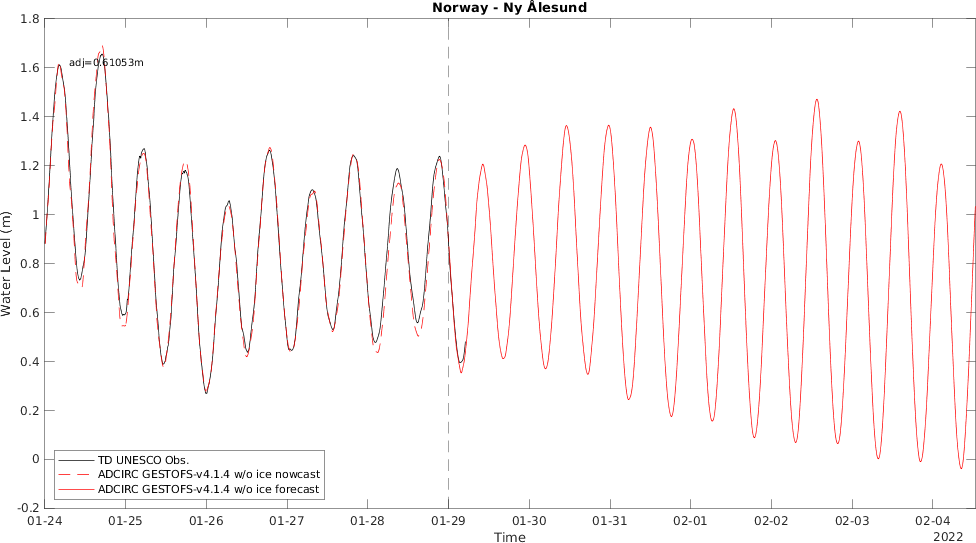 Norway - Ny Ålesund
1.8
1.6
1.4
1.2
1
0.8
0.6
0.4
0.2
0
-0.2
Water Level (m)
adj=0.61053m
TD UNESCO Obs.
ADCIRC GESTOFS-v4.1.4 w/o ice nowcast
ADCIRC GESTOFS-v4.1.4 w/o ice forecast
01-24 01-25 01-26 01-27 01-28 01-29 01-30 01-31 02-01 02-02 02-03 02-04
Time
2022